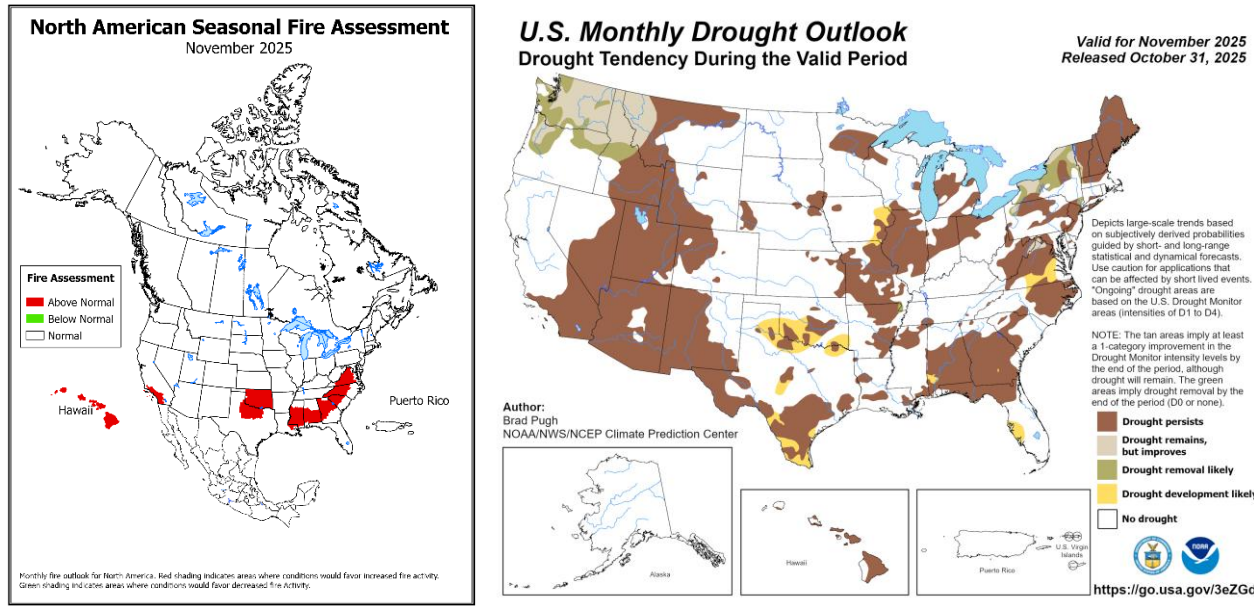 North American Seasonal Fire Assessment
November 2025
Fire Assessment
Above Normal
Below Normal
Normal
Hawaii
Puerto Rico
Monthly fire outlook for North America. Red shading indicates areas where conditions would favor increased fire activity.
Green shading indicates areas where conditions would favor decreased fire Activity.
U.S. Monthly Drought Outlook
Drought Tendency During the Valid Period
Valid for November 2025
Released October 31, 2025
Depicts large-scale trends based
on subjectively derived probabilities
guided by short- and long-range
statistical and dynamical forecasts.
Use caution for applications that
can be affected by short lived events.
"Ongoing" drought areas are
based on the U.S. Drought Monitor
areas (intensities of D1 to D4).
NOTE: The tan areas imply at least
a 1-category improvement in the
Drought Monitor intensity levels by
the end of the period, although
drought will remain. The green
areas imply drought removal by the
end of the period (D0 or none).
Author:
Brad Pugh
NOAA/NWS/NCEP Climate Prediction Center
Drought persists
Drought remains,
but improves
Drought removal likely
Drought development likely
No drought
Alaska
Hawaii
Puerto Rico
U.S. Virgin
Islands
NOAA
https://go.usa.gov/3eZGd